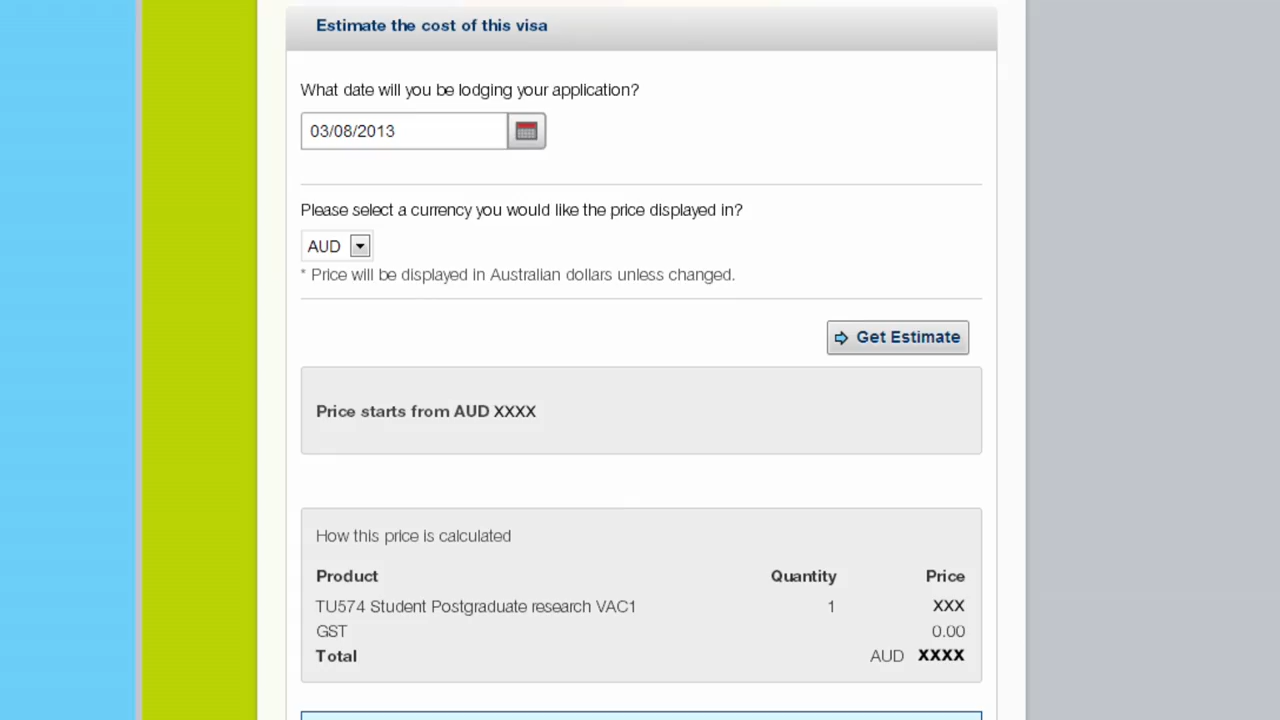 Estimate the cost of this visa
What date will you be lodging your application?
03/08/2013
Please select a currency you would like the price displayed in?
AUD
* Price will be displayed in Australian dollars unless changed.
Get Estimate
Price starts from AUD XXXX
How this price is calculated
Product Quantity Price
TU574 Student Postgraduate research VAC1 1 XXX
GST 0.00
Total AUD XXXX